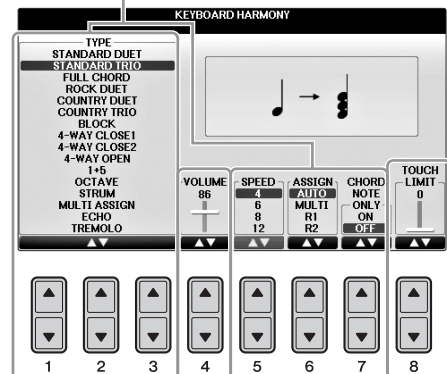 KEYBOARD HARMONY
TYPE
STANDARD DUET
STANDARD TRIO
FULL CHORD
ROCK DUET
COUNTRY DUET
COUNTRY TRIO
BLOCK
4-WAY CLOSE1
4-WAY CLOSE2
4-WAY OPEN
1+5
OCTAVE
STRUM
MULTI ASSIGN
ECHO
TREMOLO
VOLUME
86
SPEED
4
6
8
12
ASSIGN
AUTO
MULTI
R1
R2
CHORD
NOTE
ONLY
ON
OFF
TOUCH
LIMIT
0
1 2 3 4 5 6 7 8